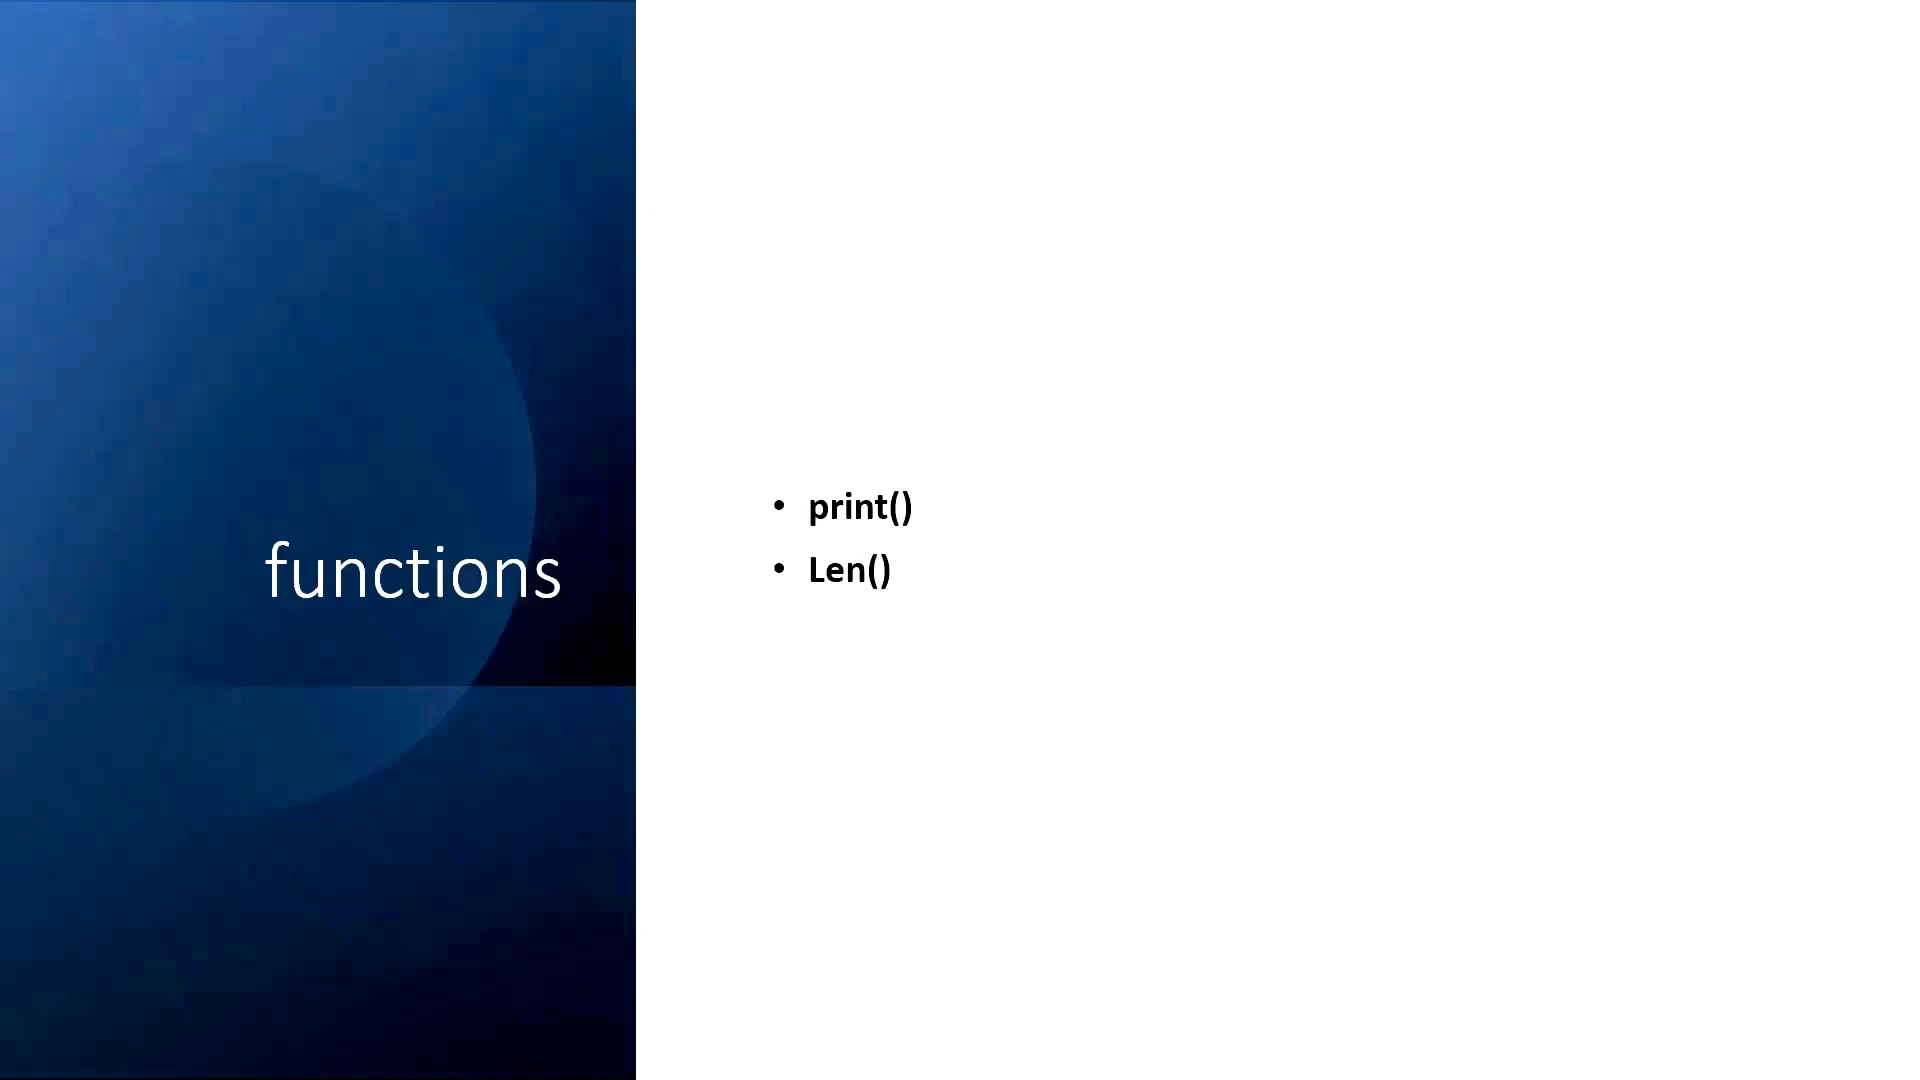 functions
• print()
• Len()